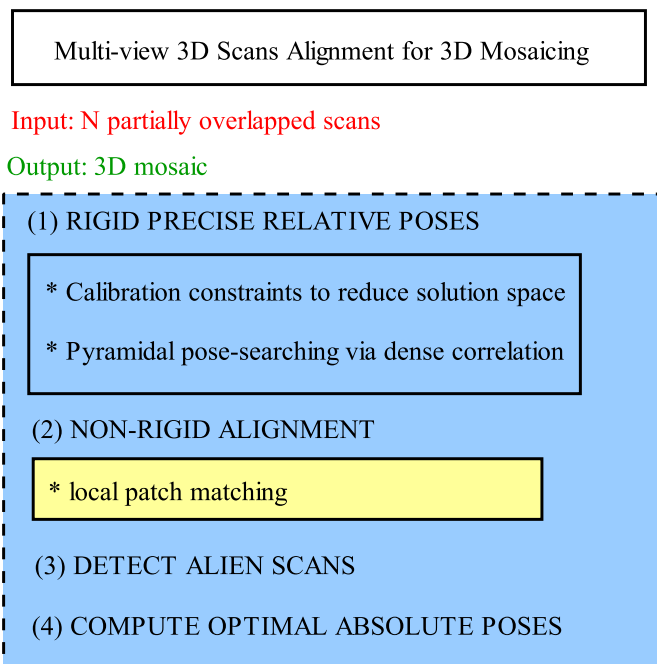 Multi-view 3D Scans Alignment for 3D Mosaicing
Input: N partially overlapped scans
Output: 3D mosaic
(1) RIGID PRECISE RELATIVE POSES
* Calibration constraints to reduce solution space
* Pyramidal pose-searching via dense correlation
(2) NON-RIGID ALIGNMENT
* local patch matching
(3) DETECT ALIEN SCANS
(4) COMPUTE OPTIMAL ABSOLUTE POSES